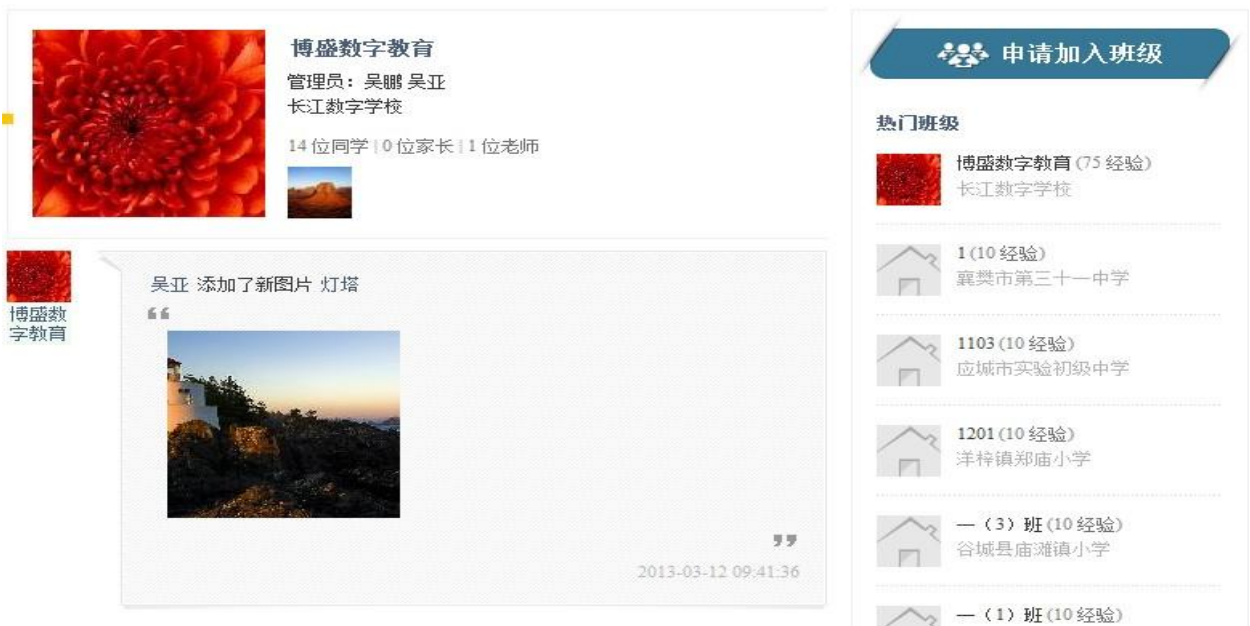 博盛数字教育
管理员：吴鹏 吴亚
长江数字学校
14 位同学 | 0 位家长 | 1 位老师
博盛数
字教育
吴亚 添加了新图片 灯塔
“
”
2013-03-12 09:41:36
申请加入班级
热门班级
博盛数字教育 (75 经验)
长江数字学校
1 (10 经验)
襄樊市第三十一中学
1103 (10 经验)
应城市实验初级中学
1201 (10 经验)
洋梓镇郑庙小学
一（3）班 (10 经验)
谷城县庙滩镇小学
一（1）班 (10 经验)